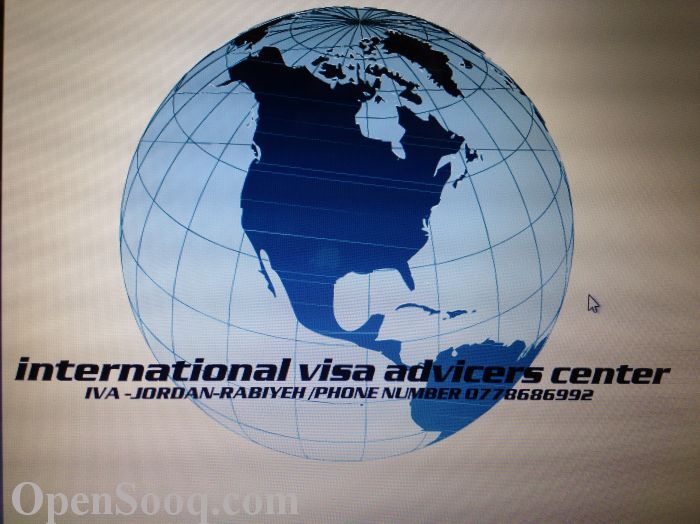 international visa advicers center
IVA -JORDAN-RABIYEH /PHONE NUMBER 0778686992
OpenSooq.com